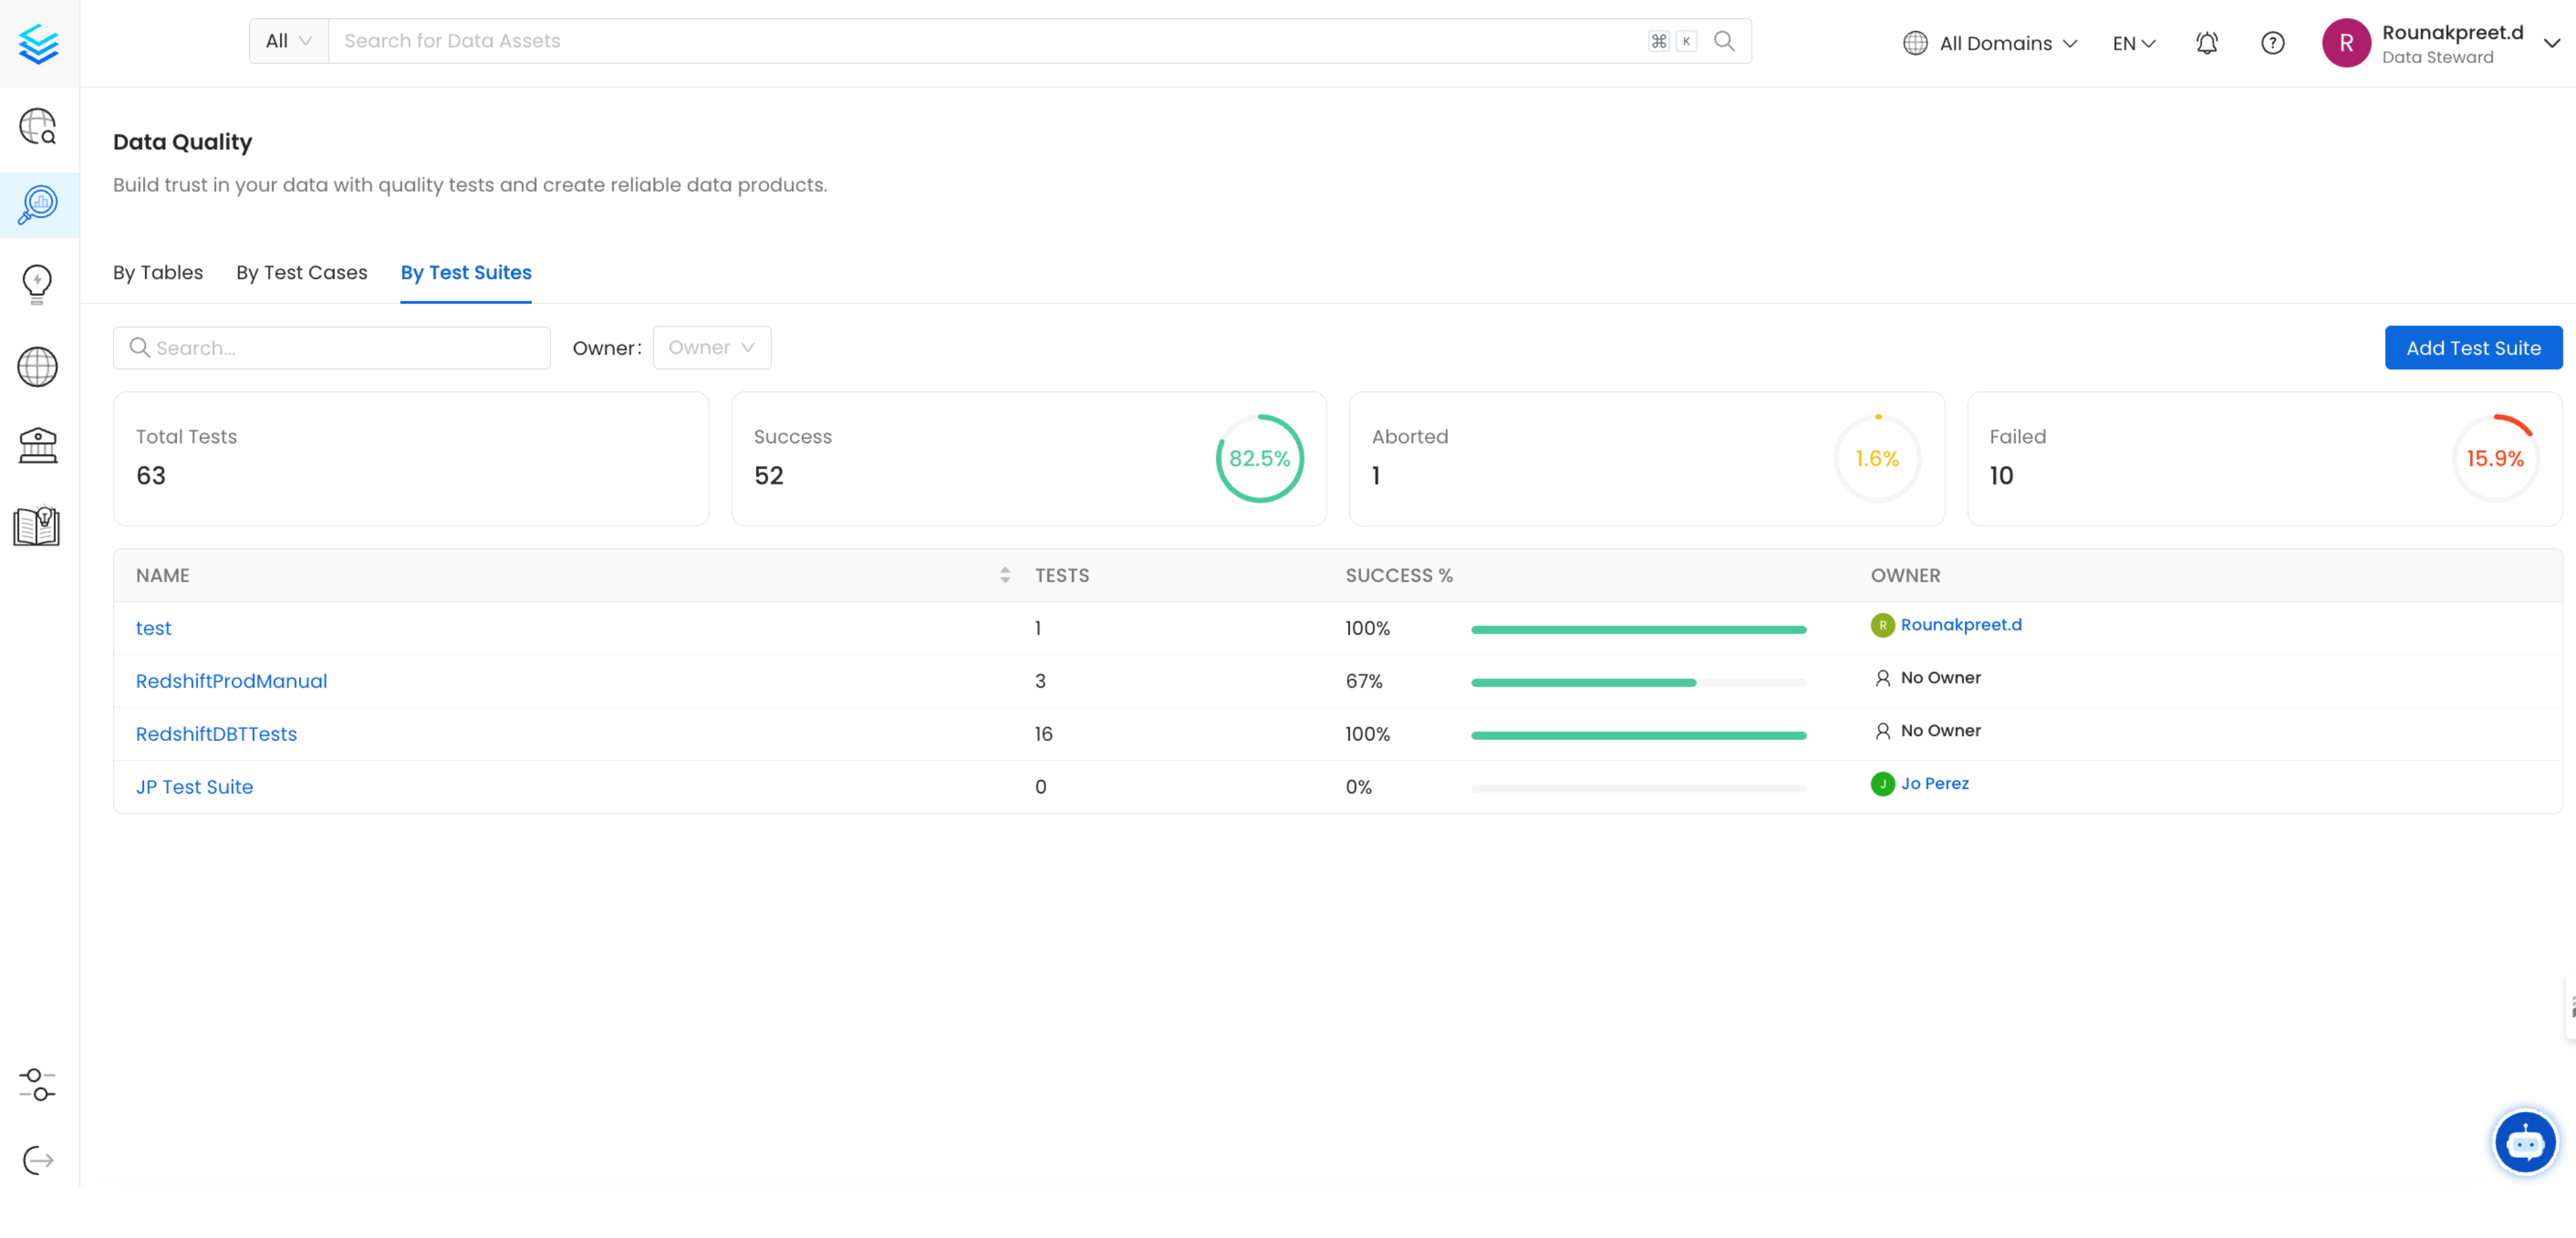 All Search for Data Assets ⌘ K All Domains EN ? R Rounakpreet.d
Data Steward
Data Quality
Build trust in your data with quality tests and create reliable data products.
By Tables By Test Cases By Test Suites
Search... Owner: Owner Add Test Suite
Total Tests
63
Success
52
82.5%
Aborted
1
1.6%
Failed
10
15.9%
NAME TESTS SUCCESS % OWNER
test 1 100% R Rounakpreet.d
RedshiftProdManual 3 67% No Owner
RedshiftDBTTests 16 100% No Owner
JP Test Suite 0 0% J Jo Perez